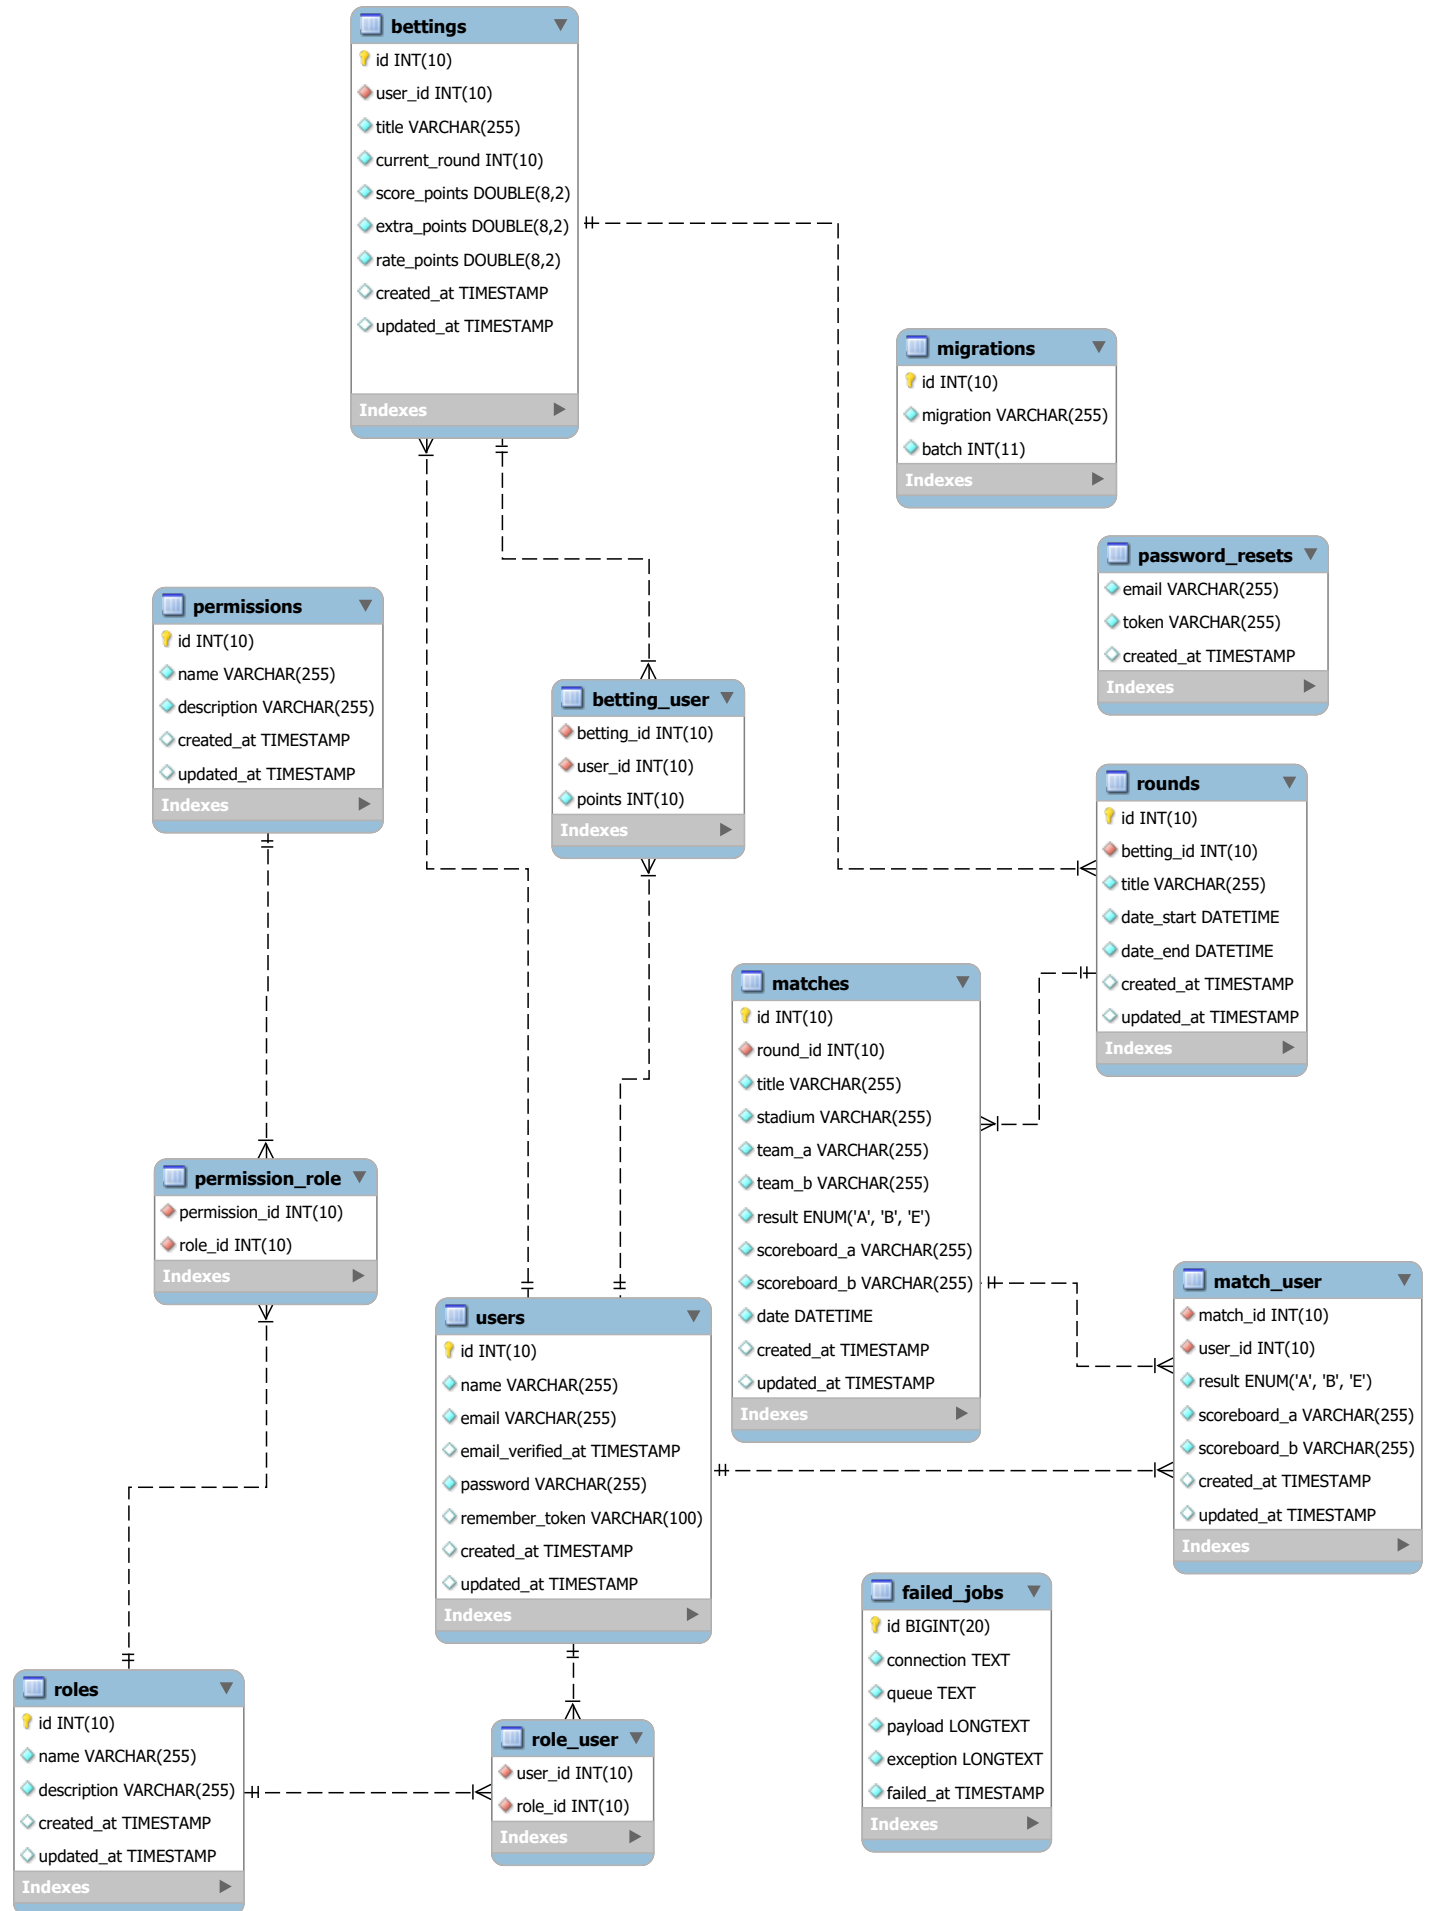 bettings
id INT(10)
user_id INT(10)
title VARCHAR(255)
current_round INT(10)
score_points DOUBLE(8,2)
extra_points DOUBLE(8,2)
rate_points DOUBLE(8,2)
created_at TIMESTAMP
updated_at TIMESTAMP
Indexes
migrations
id INT(10)
migration VARCHAR(255)
batch INT(11)
Indexes
password_resets
email VARCHAR(255)
token VARCHAR(255)
created_at TIMESTAMP
Indexes
permissions
id INT(10)
name VARCHAR(255)
description VARCHAR(255)
created_at TIMESTAMP
updated_at TIMESTAMP
Indexes
betting_user
betting_id INT(10)
user_id INT(10)
points INT(10)
Indexes
rounds
id INT(10)
betting_id INT(10)
title VARCHAR(255)
date_start DATETIME
date_end DATETIME
created_at TIMESTAMP
updated_at TIMESTAMP
Indexes
matches
id INT(10)
round_id INT(10)
title VARCHAR(255)
stadium VARCHAR(255)
team_a VARCHAR(255)
team_b VARCHAR(255)
result ENUM('A', 'B', 'E')
scoreboard_a VARCHAR(255)
scoreboard_b VARCHAR(255)
date DATETIME
created_at TIMESTAMP
updated_at TIMESTAMP
Indexes
permission_role
permission_id INT(10)
role_id INT(10)
Indexes
match_user
match_id INT(10)
user_id INT(10)
result ENUM('A', 'B', 'E')
scoreboard_a VARCHAR(255)
scoreboard_b VARCHAR(255)
created_at TIMESTAMP
updated_at TIMESTAMP
Indexes
users
id INT(10)
name VARCHAR(255)
email VARCHAR(255)
email_verified_at TIMESTAMP
password VARCHAR(255)
remember_token VARCHAR(100)
created_at TIMESTAMP
updated_at TIMESTAMP
Indexes
failed_jobs
id BIGINT(20)
connection TEXT
queue TEXT
payload LONGTEXT
exception LONGTEXT
failed_at TIMESTAMP
Indexes
roles
id INT(10)
name VARCHAR(255)
description VARCHAR(255)
created_at TIMESTAMP
updated_at TIMESTAMP
Indexes
role_user
user_id INT(10)
role_id INT(10)
Indexes